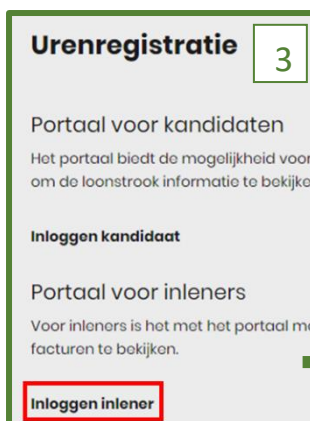 Urenregistratie
3
Portaal voor kandidaten
Het portaal biedt de mogelijkheid voor
om de loonstrook informatie te bekijke
Inloggen kandidaat
Portaal voor inleners
Voor inleners is het met het portaal mo
facturen te bekijken.
Inloggen inlener